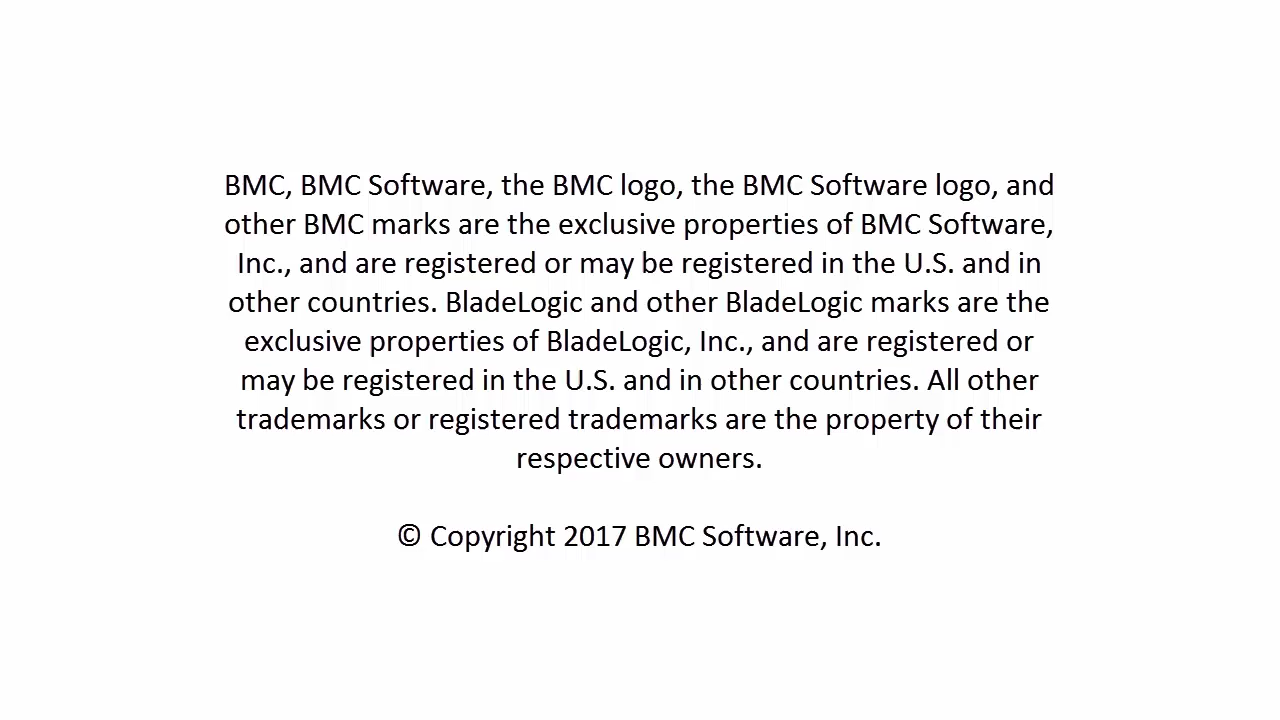 BMC, BMC Software, the BMC logo, the BMC Software logo, and
other BMC marks are the exclusive properties of BMC Software,
Inc., and are registered or may be registered in the U.S. and in
other countries. BladeLogic and other BladeLogic marks are the
exclusive properties of BladeLogic, Inc., and are registered or
may be registered in the U.S. and in other countries. All other
trademarks or registered trademarks are the property of their
respective owners.
© Copyright 2017 BMC Software, Inc.